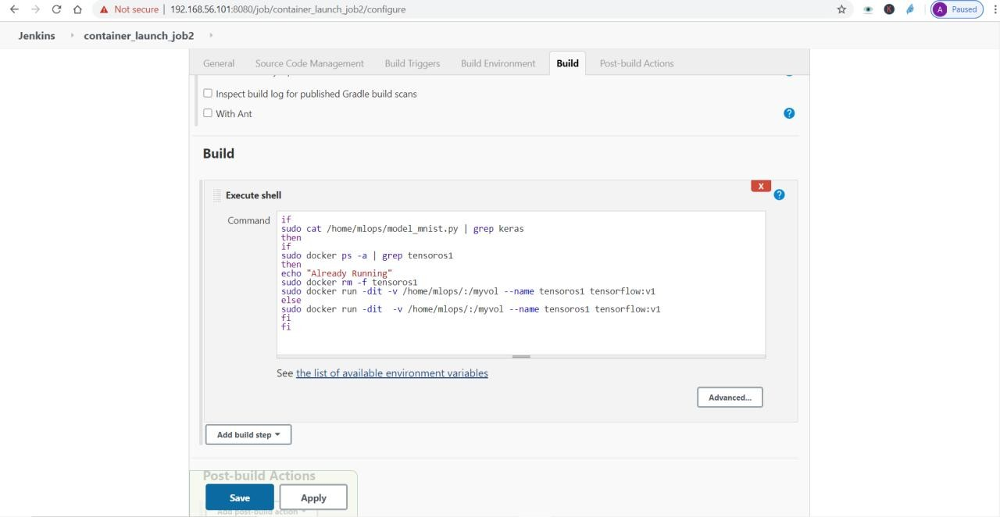 Not secure | 192.168.56.101:8080/job/container_launch_job2/configure
K
A Paused
Jenkins container_launch_job2
General Source Code Management Build Triggers Build Environment Build Post-build Actions
Inspect build log for published Gradle build scans
With Ant
?
Build
X
Execute shell
?
Command
if
sudo cat /home/mlops/model_mnist.py | grep keras
then
if
sudo docker ps -a | grep tensoros1
then
echo "Already Running"
sudo docker rm -f tensoros1
sudo docker run -dit -v /home/mlops/:/myvol --name tensoros1 tensorflow:v1
else
sudo docker run -dit  -v /home/mlops/:/myvol --name tensoros1 tensorflow:v1
fi
fi
See the list of available environment variables
Advanced...
Add build step
Post-build Actions
Save Apply
Add post-build action